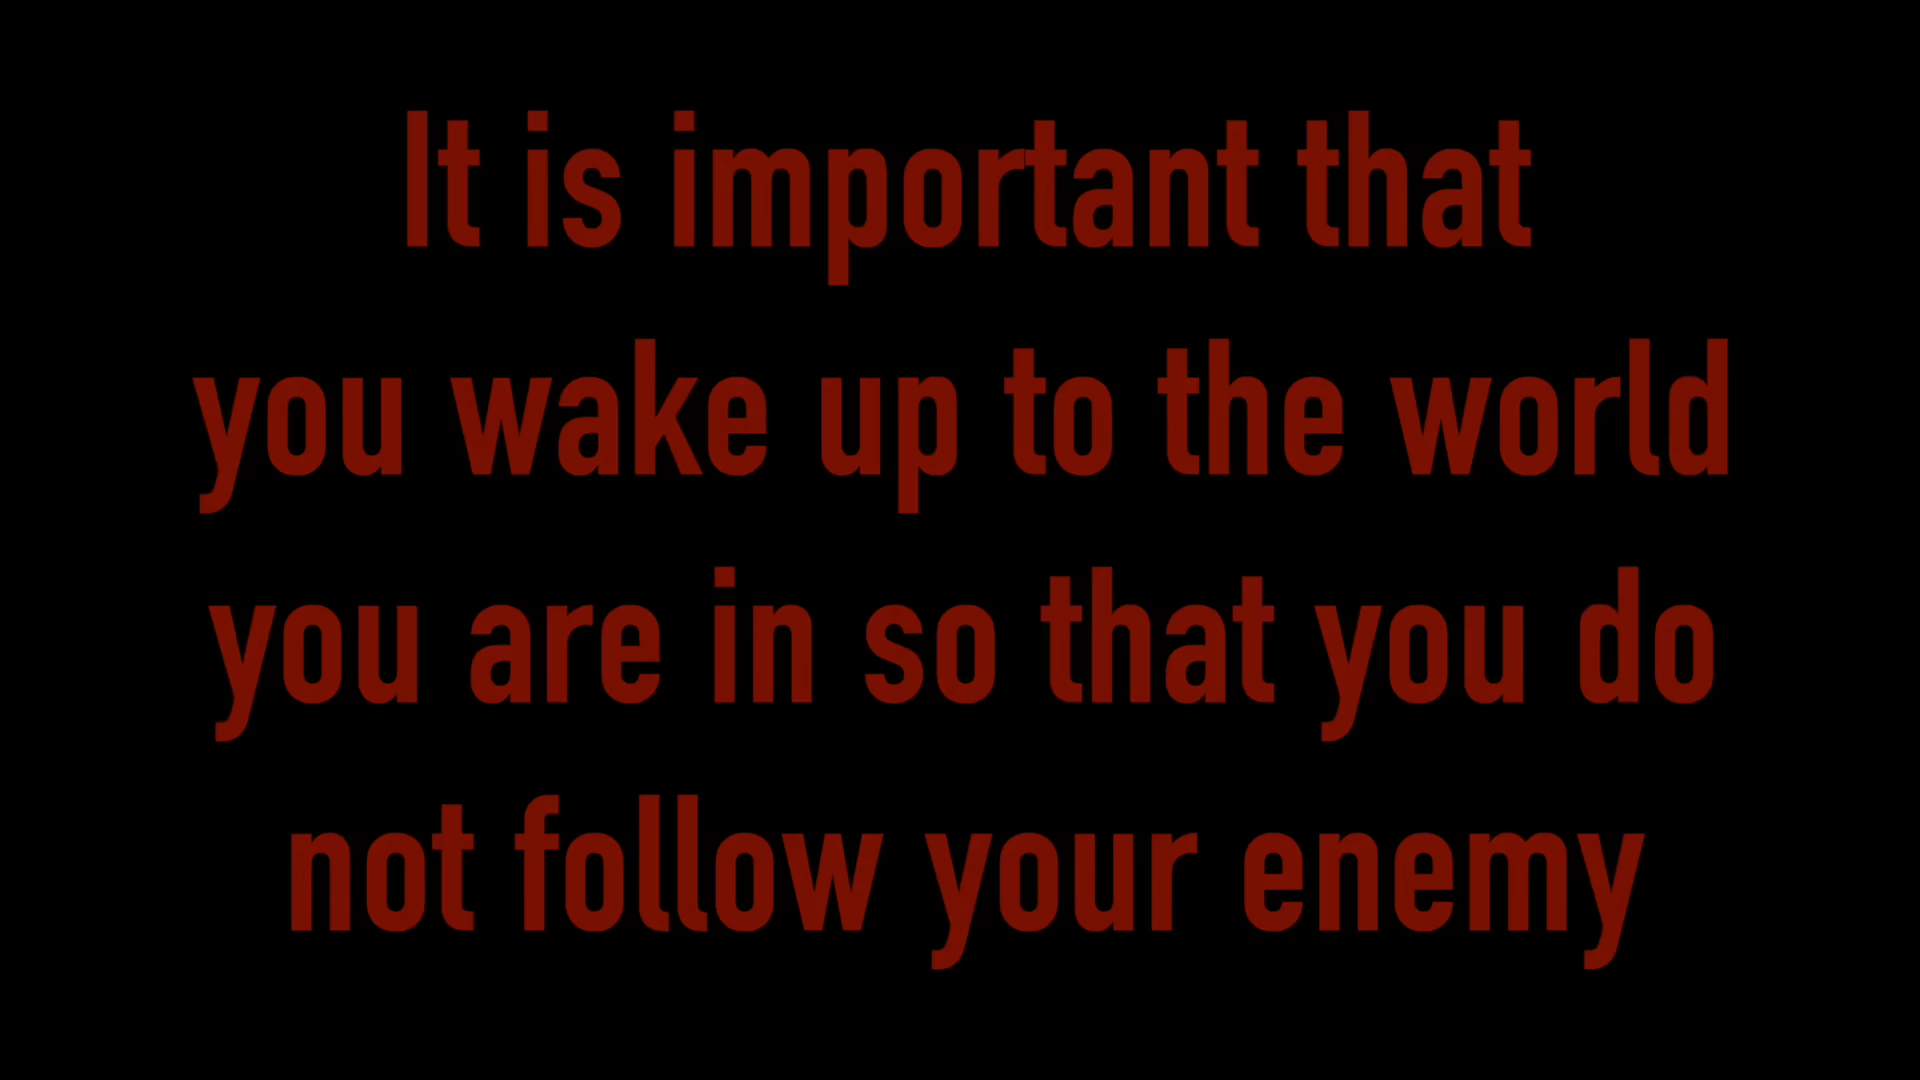 It is important that
you wake up to the world
you are in so that you do
not follow your enemy